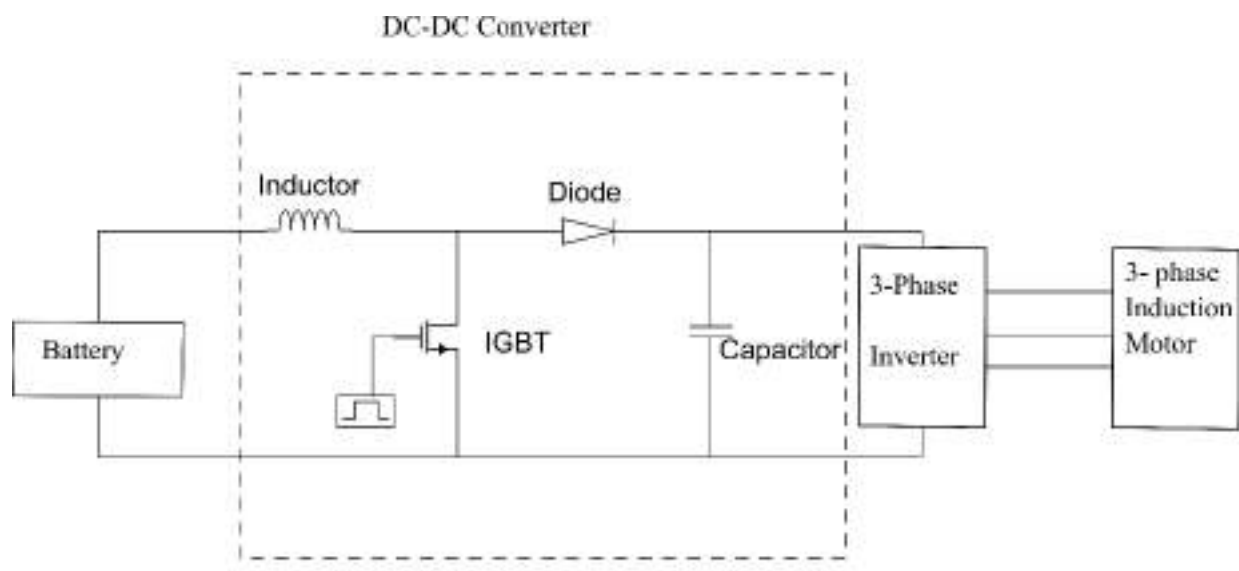 DC-DC Converter
Inductor
Diode
Battery
IGBT
Capacitor
3-Phase
Inverter
3- phase
Induction
Motor